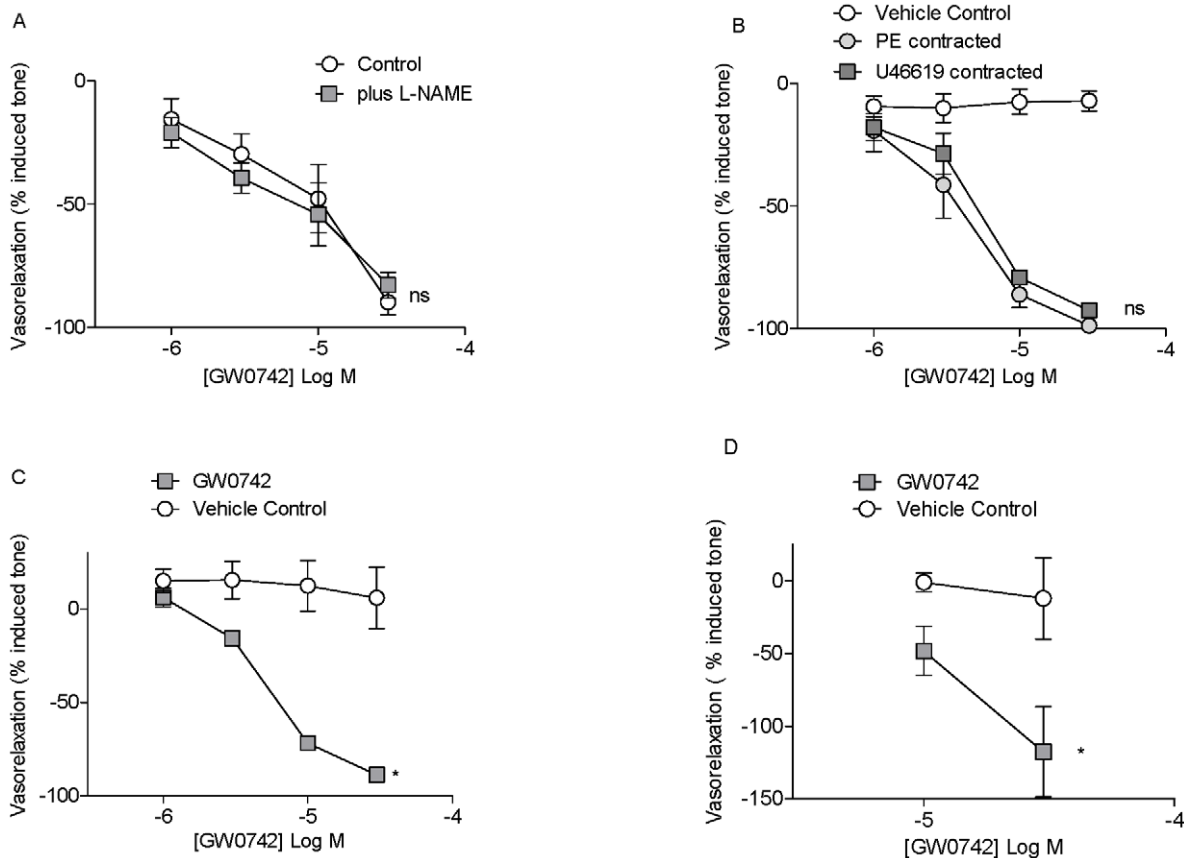 A
Control
plus L-NAME
Vasorelaxation (% induced tone)
0
-50
-100
-6
-5
-4
ns
[GW0742] Log M
B
Vehicle Control
PE contracted
U46619 contracted
Vasorelaxation (% induced tone)
0
-50
-100
-6
-5
-4
ns
[GW0742] Log M
C
GW0742
Vehicle Control
Vasorelaxation (% induced tone)
0
-50
-100
-6
-5
-4
*
[GW0742] Log M
D
GW0742
Vehicle Control
Vasorelaxation ( % induced tone)
0
-50
-100
-150
-5
-4
*
[GW0742] Log M